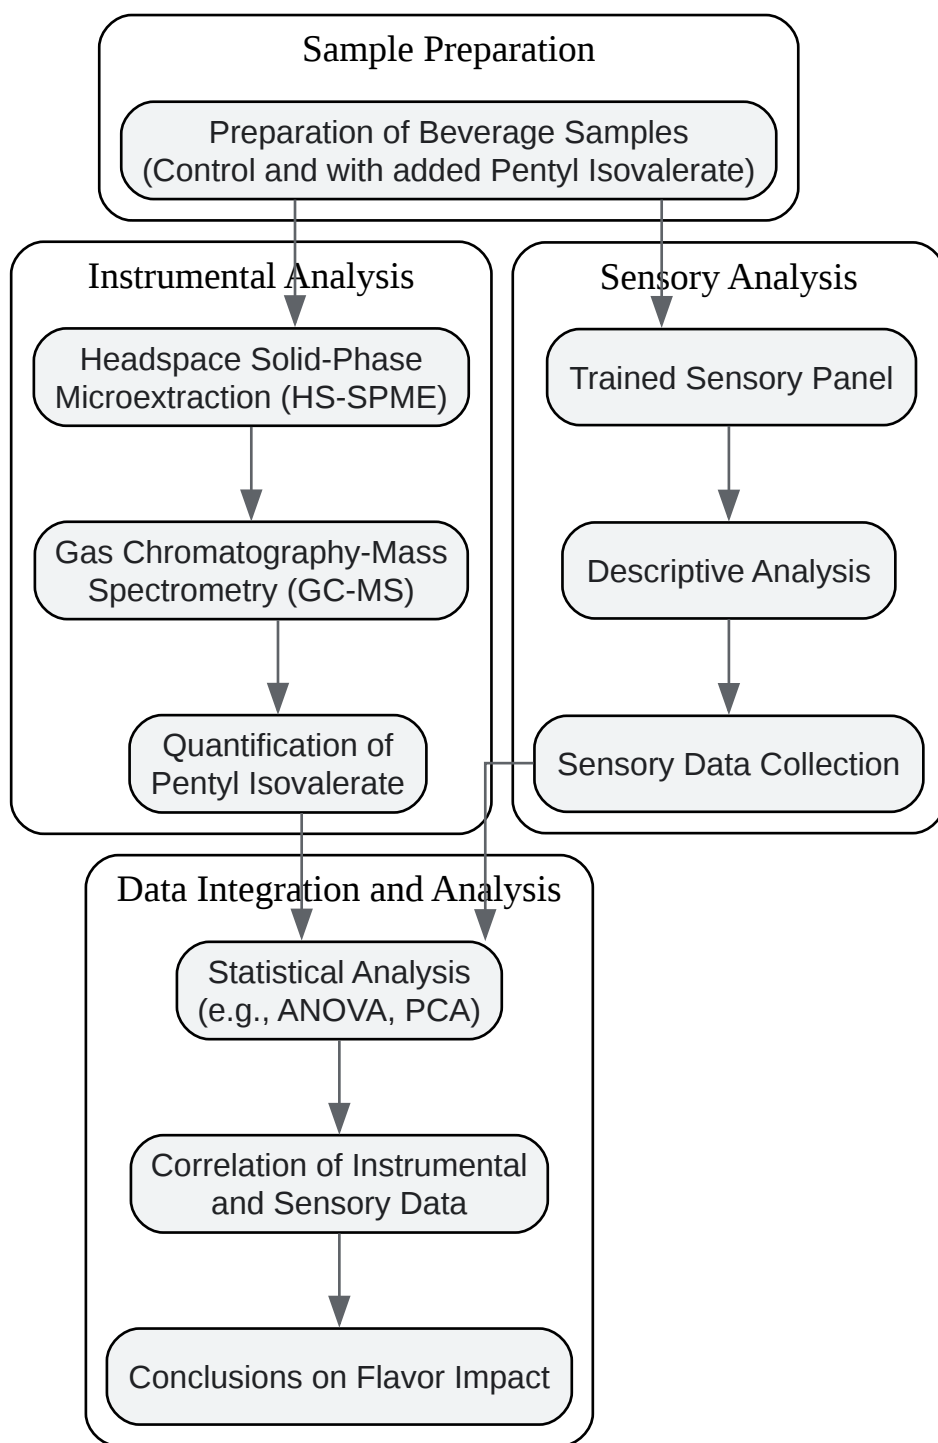 Sample Preparation
Preparation of Beverage Samples
(Control and with added Pentyl Isovalerate)
Instrumental Analysis
Headspace Solid-Phase
Microextraction (HS-SPME)
Gas Chromatography-Mass
Spectrometry (GC-MS)
Quantification of
Pentyl Isovalerate
Sensory Analysis
Trained Sensory Panel
Descriptive Analysis
Sensory Data Collection
Data Integration and Analysis
Statistical Analysis
(e.g., ANOVA, PCA)
Correlation of Instrumental
and Sensory Data
Conclusions on Flavor Impact